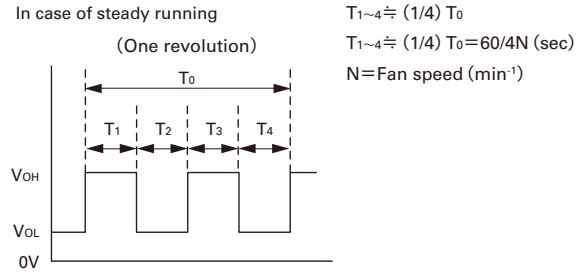 In case of steady running
(One revolution)
T0
T1 T2 T3 T4
VOH
VOL
0V
T1~4≒ (1/4) T0
T1~4≒ (1/4) T0=60/4N (sec)
N=Fan speed (min-1)